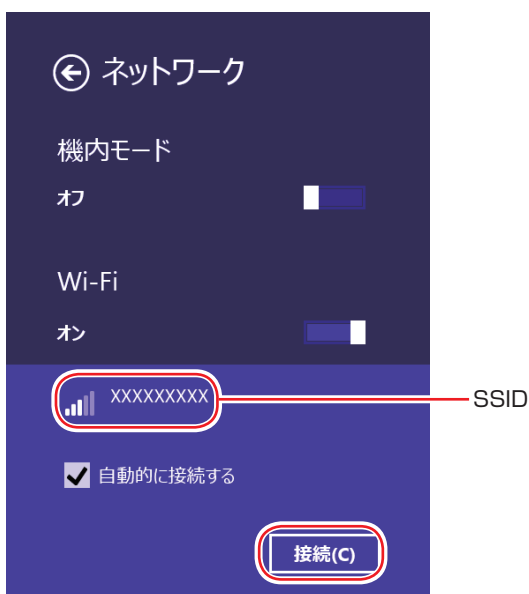 ネットワーク
機内モード
オフ
Wi-Fi
オン
XXXXXXXXX
SSID
自動的に接続する
接続(C)